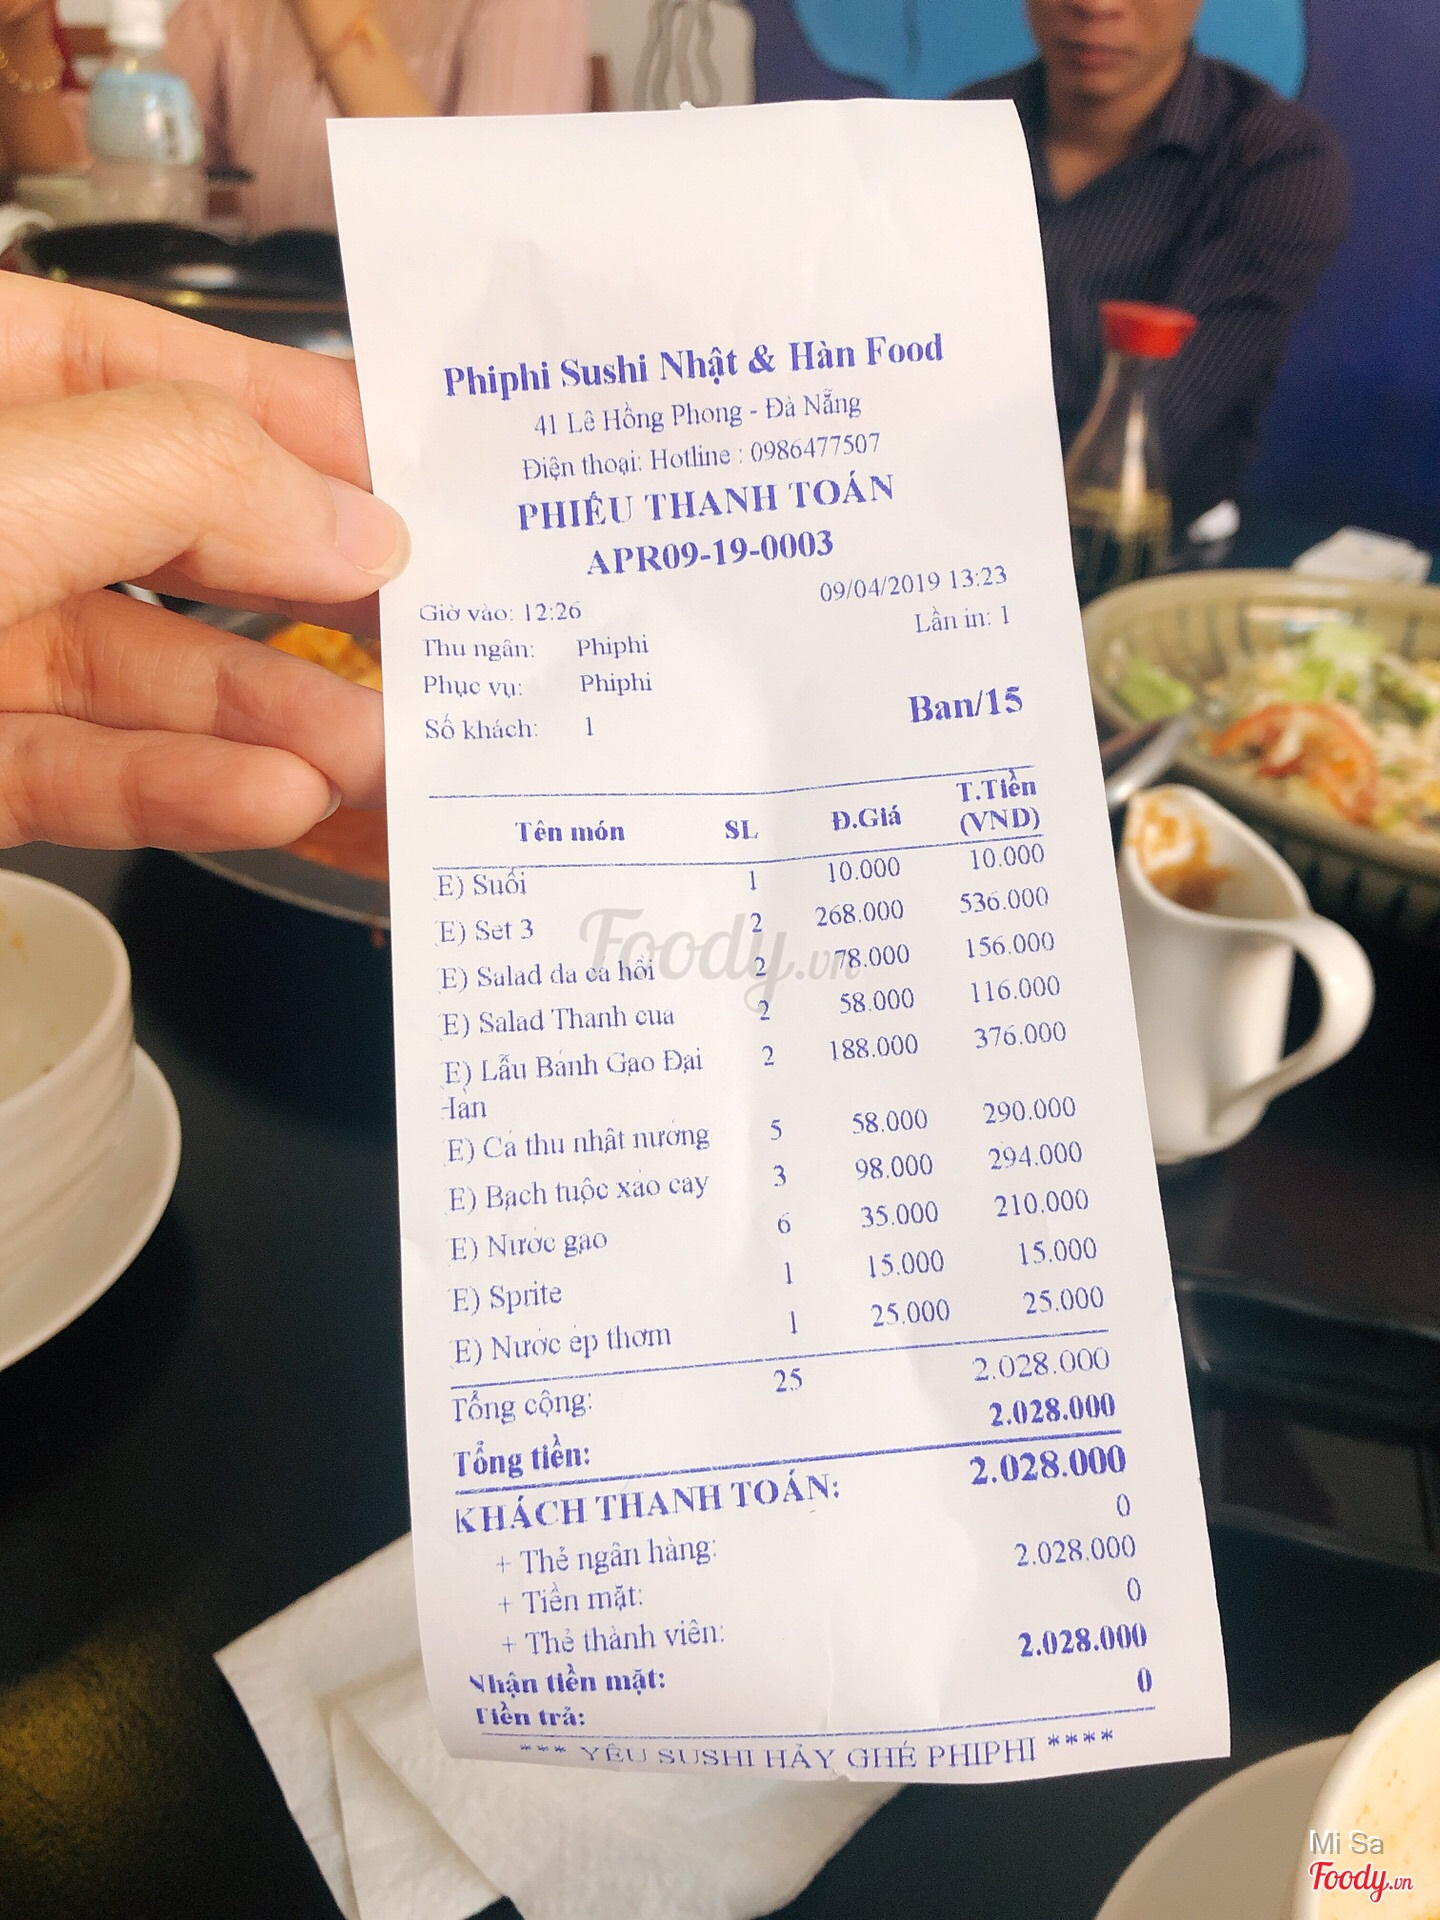 Phiphi Sushi Nhật & Hàn Food
41 Lê Hồng Phong - Đà Nẵng
Điện thoại: Hotline : 0986477507
PHIẾU THANH TOÁN
APR09-19-0003
09/04/2019 13:23
Giờ vào: 12:26
Lần in: 1
Thu ngân: Phiphi
Phục vụ: Phiphi
Số khách: 1
Ban/15
Tên món SL Đ.Giá T.Tiền (VND)
E) Suối 1 10.000 10.000
E) Set 3 2 268.000 536.000
E) Salad da cá hồi 2 78.000 156.000
E) Salad Thanh cua 2 58.000 116.000
E) Lẫu Bánh Gạo Đại 2 188.000 376.000
Hàn
E) Cá thu nhật nướng 5 58.000 290.000
E) Bạch tuộc xào cay 3 98.000 294.000
E) Nước gạo 6 35.000 210.000
E) Sprite 1 15.000 15.000
E) Nước ép thơm 1 25.000 25.000
Tổng cộng: 25 2.028.000
Tổng tiền: 2.028.000
KHÁCH THANH TOÁN: 2.028.000
+ Thẻ ngân hàng: 0
+ Tiền mặt: 2.028.000
+ Thẻ thành viên: 0
Nhận tiền mặt: 2.028.000
Tiền trả: 0
*** YÊU SUSHI HÃY GHÉ PHIPHI ****
Foody.vn
Mi Sa
Foody.vn